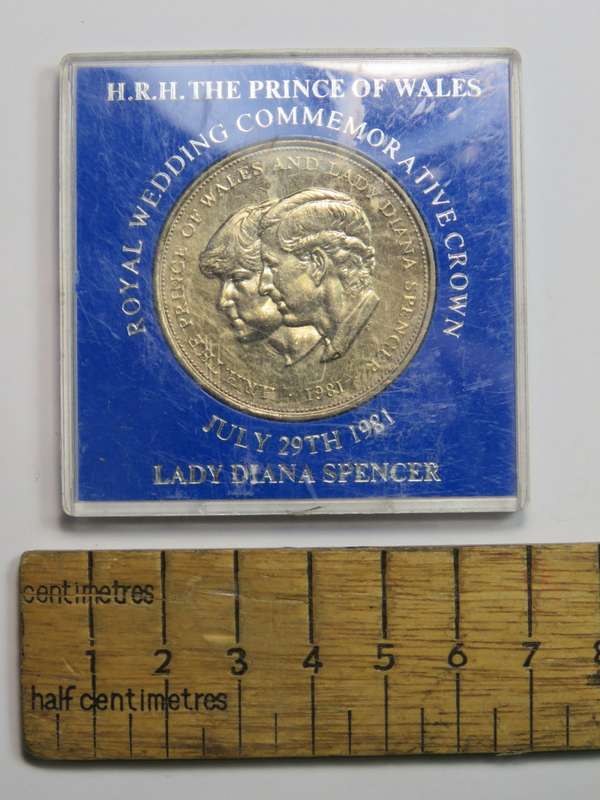 H.R.H. THE PRINCE OF WALES
ROYAL WEDDING COMMEMORATIVE CROWN
H.R.H. THE PRINCE OF WALES AND LADY DIANA SPENCER
· 1981 ·
JULY 29TH 1981
LADY DIANA SPENCER
centimetres
1 2 3 4 5 6 7 8
half centimetres